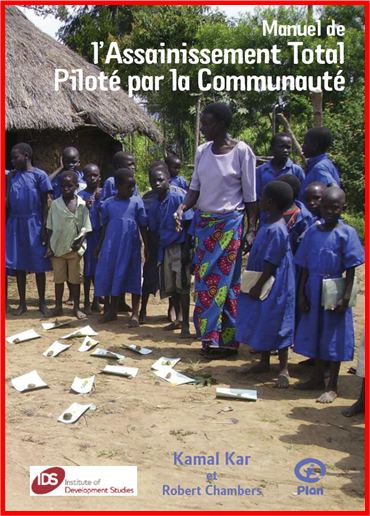 Manuel de
l'Assainissement Total
Piloté par la Communauté
Kamal Kar
et
Robert Chambers
IDS
Institute of
Development Studies
Plan